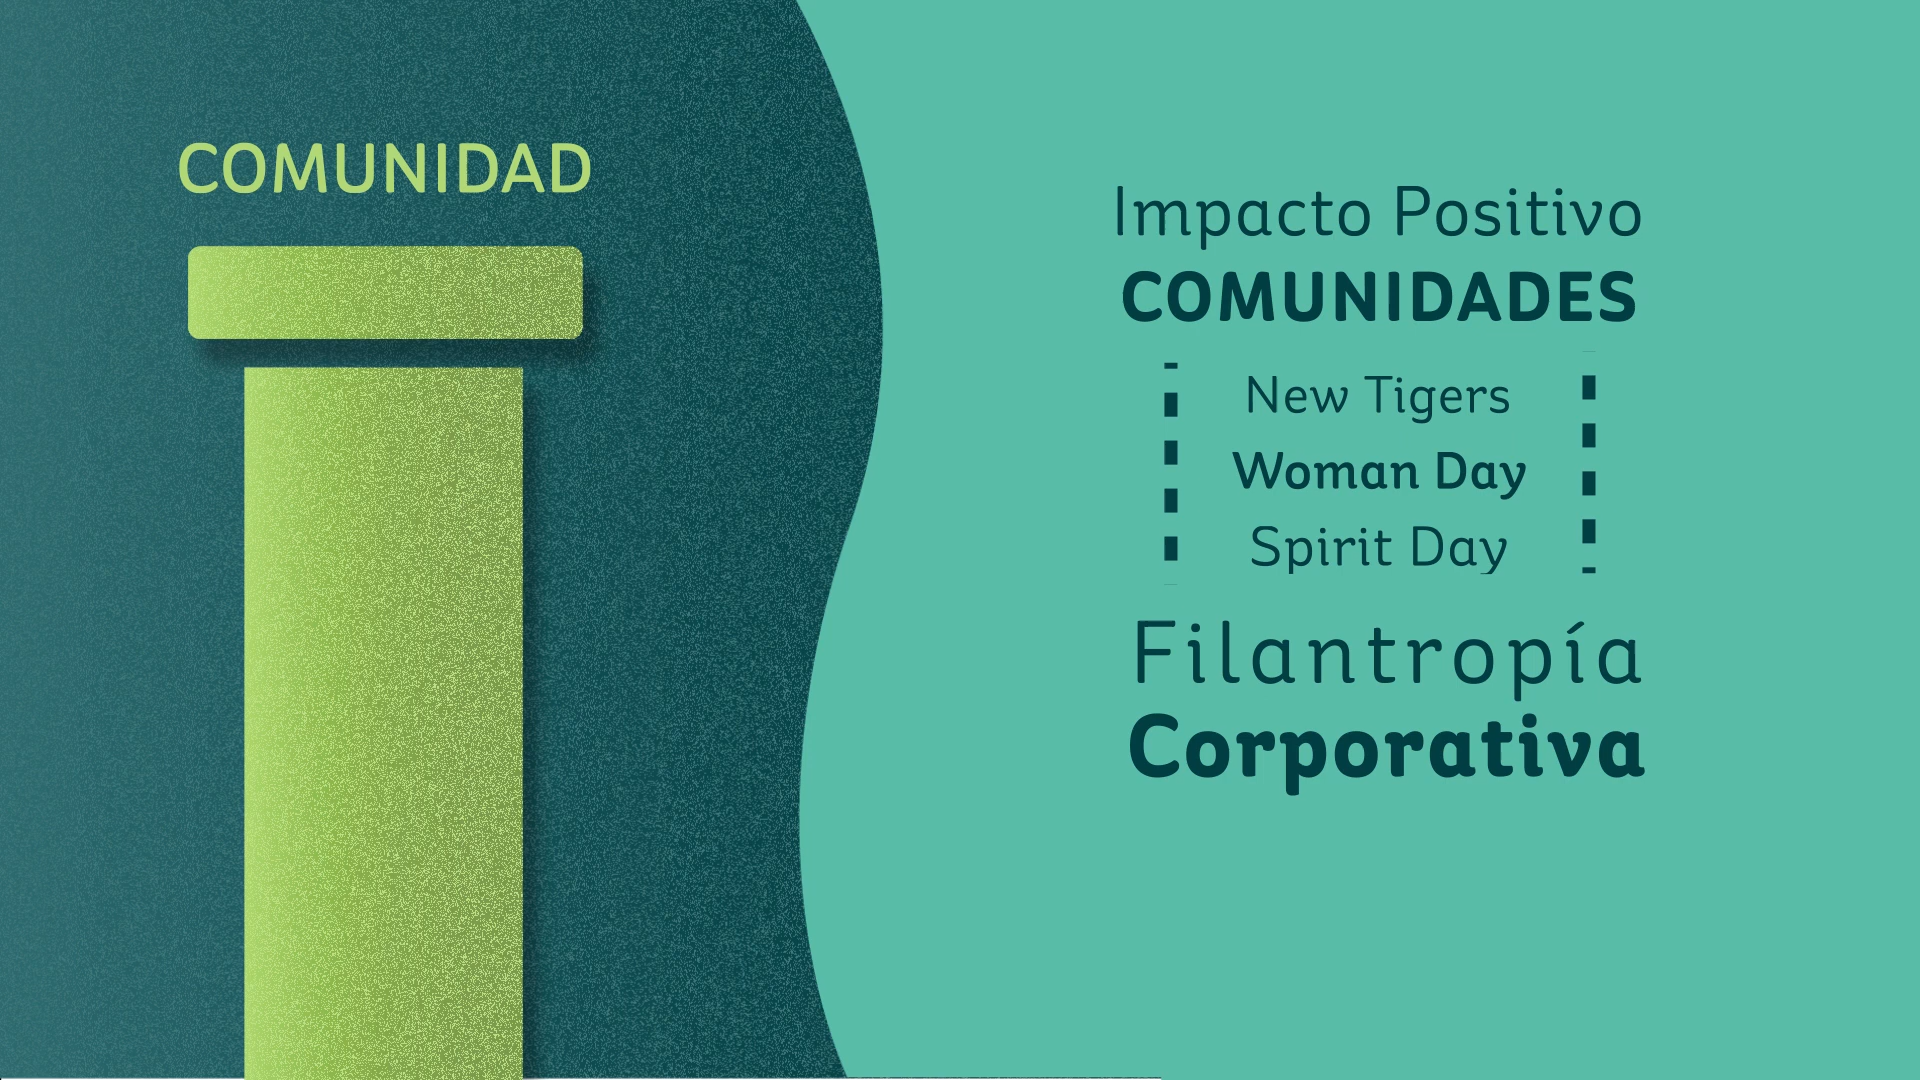 COMUNIDAD
Impacto Positivo
COMUNIDADES
New Tigers
Woman Day
Spirit Day
Filantropía
Corporativa